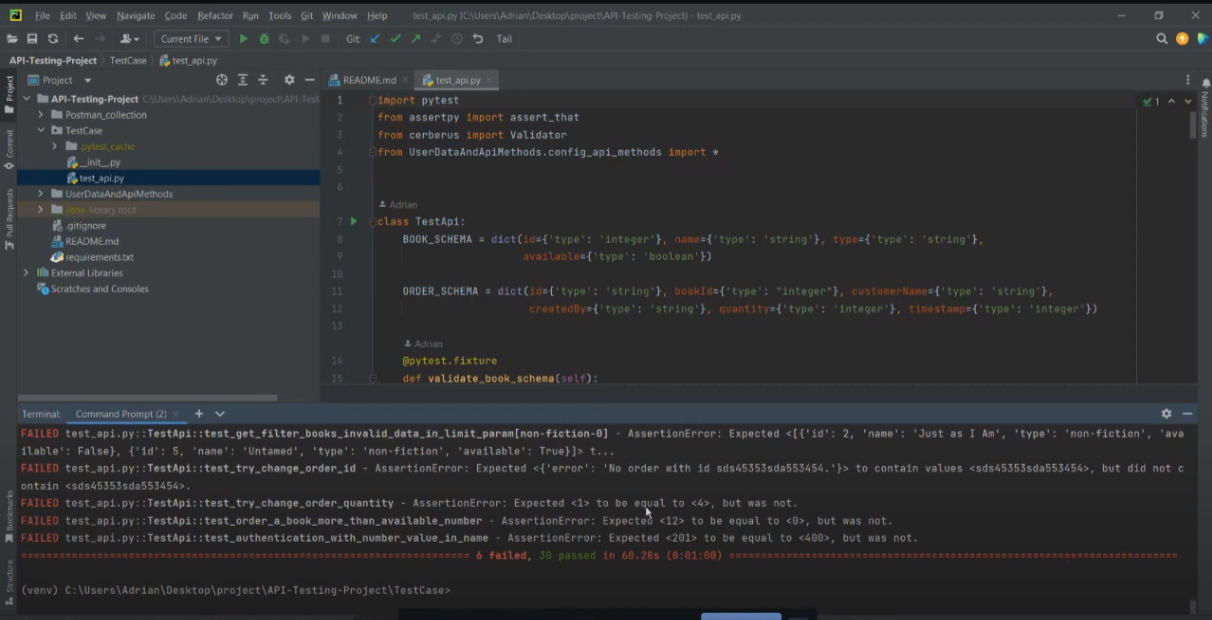 File Edit View Navigate Code Refactor Run Tools Git Window Help test_api.py [C:\Users\Adrian\Desktop\project\API-Testing-Project] - test_api.py
Current File Git: Tail
API-Testing-Project TestCase test_api.py
Project
README.md test_api.py
API-Testing-Project C:\Users\Adrian\Desktop\project\API-Test
Postman_collection
TestCase
.pytest_cache
__init__.py
test_api.py
UserDataAndApiMethods
venv library root
.gitignore
README.md
requirements.txt
External Libraries
Scratches and Consoles
Project
Commit
Pull Requests
Bookmarks
Structure
Notifications
1
1 import pytest
2 from assertpy import assert_that
3 from cerberus import Validator
4 from UserDataAndApiMethods.config_api_methods import *
5
6
Adrian
7 class TestApi:
8 BOOK_SCHEMA = dict(id={'type': 'integer'}, name={'type': 'string'}, type={'type': 'string'},
9 available={'type': 'boolean'})
10
11 ORDER_SCHEMA = dict(id={'type': 'string'}, bookId={'type': "integer"}, customerName={'type': 'string'},
12 createdBy={'type': 'string'}, quantity={'type': 'integer'}, timestamp={'type': 'integer'})
13
Adrian
14 @pytest.fixture
15 def validate_book_schema(self):
Terminal: Command Prompt (2)
FAILED test_api.py::TestApi::test_get_filter_books_invalid_data_in_limit_param[non-fiction-0] - AssertionError: Expected <[{'id': 2, 'name': 'Just as I Am', 'type': 'non-fiction', 'ava
ilable': False}, {'id': 5, 'name': 'Untamed', 'type': 'non-fiction', 'available': True}]> t...
FAILED test_api.py::TestApi::test_try_change_order_id - AssertionError: Expected <{'error': 'No order with id sds45353sda553454.'}> to contain values <sds45353sda553454>, but did not c
ontain <sds45353sda553454>.
FAILED test_api.py::TestApi::test_try_change_order_quantity - AssertionError: Expected <1> to be equal to <4>, but was not.
FAILED test_api.py::TestApi::test_order_a_book_more_than_available_number - AssertionError: Expected <12> to be equal to <0>, but was not.
FAILED test_api.py::TestApi::test_authentication_with_number_value_in_name - AssertionError: Expected <201> to be equal to <400>, but was not.
6 failed, 30 passed in 60.28s (0:01:00)
(venv) C:\Users\Adrian\Desktop\project\API-Testing-Project\TestCase>